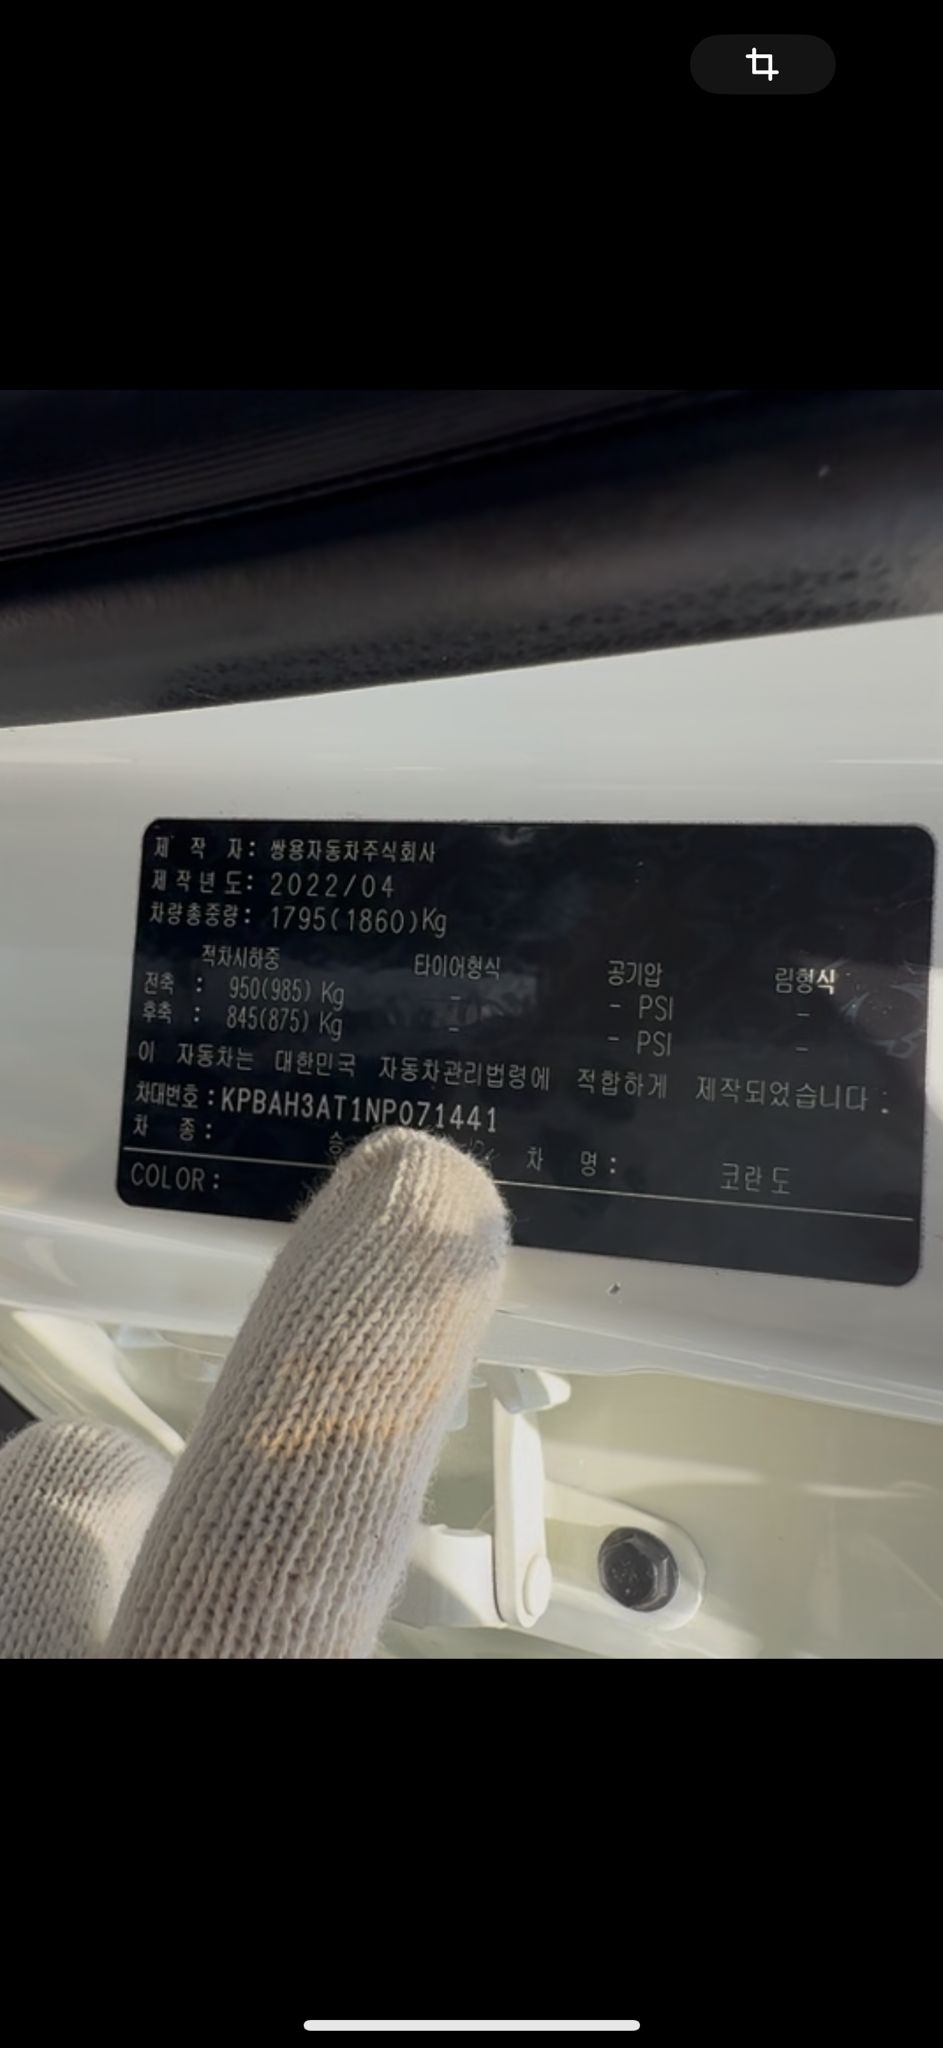 제 작 자: 쌍용자동차주식회사
제작년도: 2022/04
차량총중량: 1795(1860)Kg
적차시하중 타이어형식 공기압 림형식
전축 : 950(985) Kg - - PSI -
후축 : 845(875) Kg - - PSI -
이 자동차는 대한민국 자동차관리법령에 적합하게 제작되었습니다.
차대번호:KPBAH3AT1NP071441
차 종: 차 명: 코란도
COLOR: